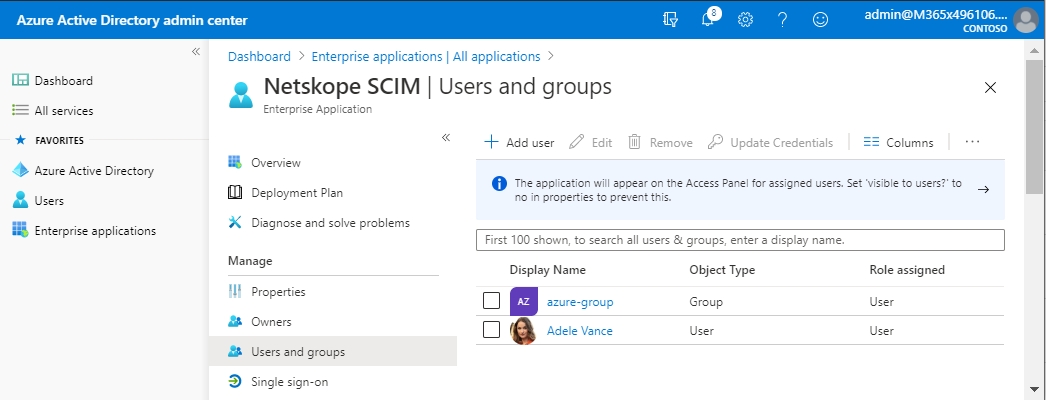 Azure Active Directory admin center
8
admin@M365x496106....
CONTOSO
Dashboard
All services
FAVORITES
Azure Active Directory
Users
Enterprise applications
Dashboard > Enterprise applications | All applications >
Netskope SCIM | Users and groups
Enterprise Application
Overview
Deployment Plan
Diagnose and solve problems
Manage
Properties
Owners
Users and groups
Single sign-on
Add user Edit Remove Update Credentials Columns ...
The application will appear on the Access Panel for assigned users. Set 'visible to users?' to
no in properties to prevent this.
First 100 shown, to search all users & groups, enter a display name.
Display Name Object Type Role assigned
AZ azure-group Group User
Adele Vance User User